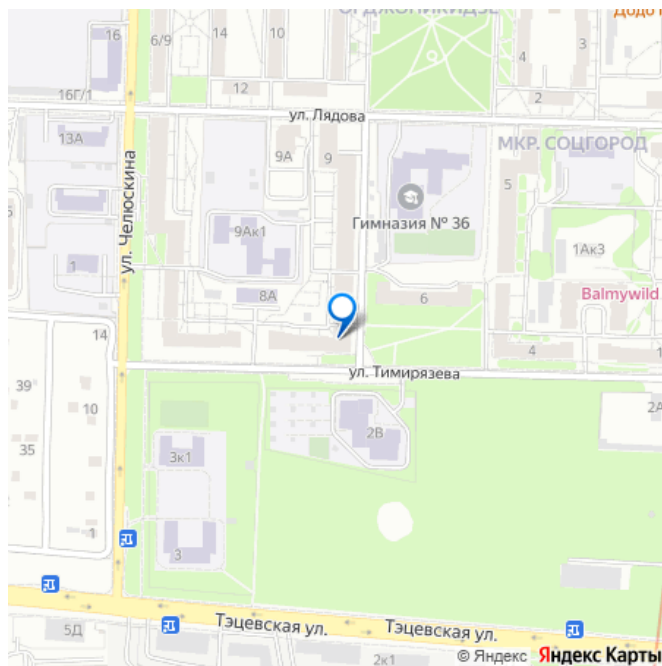 ОРДЖОНИКИДЗЕ
Додо
16
6/9
14
10
4
4
16Г/1
12
2
ул. Лядова
13А
9А
9
МКР. СОЦГОРОД
ул. Челюскина
5
Гимназия № 36
9Ак1
1Ак3
1
8А
6
Balmywild
14
4
1
ул. Тимирязева
39
10
2А
2В
35
3к1
1
3
Тэцевская ул.
Тэцевская ул.
5Д
2к1
© Яндекс Яндекс Карты